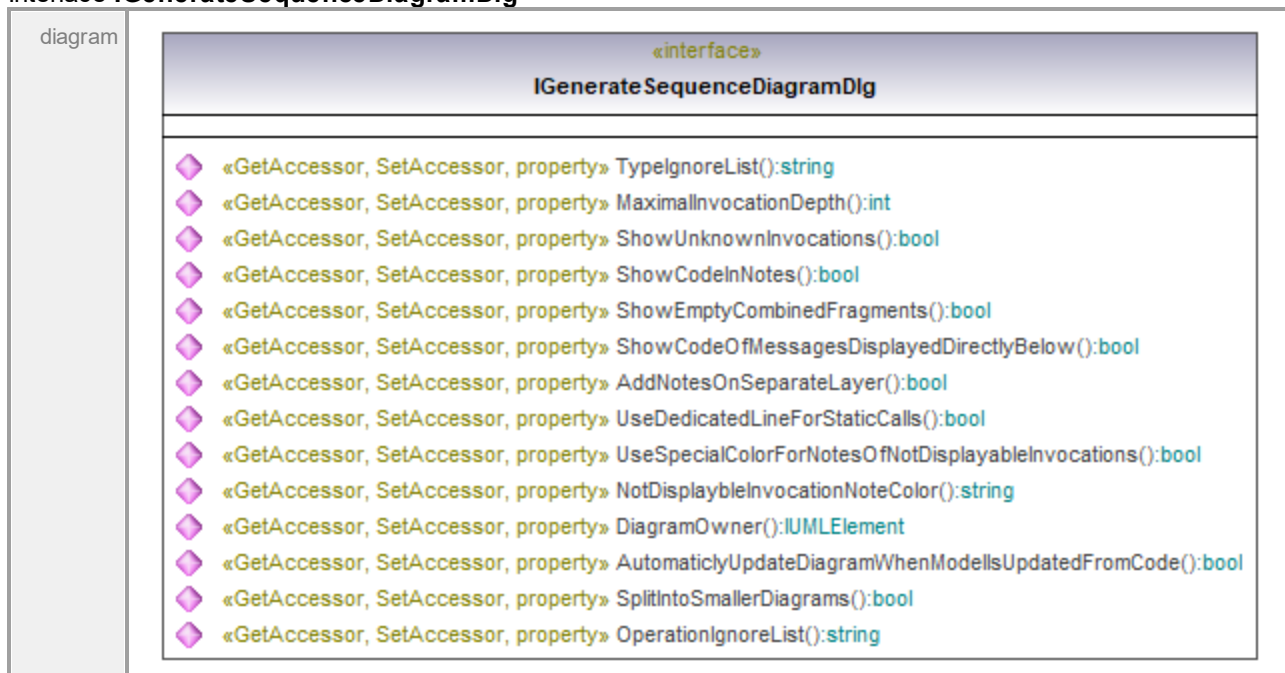 interface IGenerateSequenceDiagramDlg
diagram
«interface»
IGenerateSequenceDiagramDlg
«GetAccessor, SetAccessor, property» TypeIgnoreList():string
«GetAccessor, SetAccessor, property» MaximalInvocationDepth():int
«GetAccessor, SetAccessor, property» ShowUnknownInvocations():bool
«GetAccessor, SetAccessor, property» ShowCodeInNotes():bool
«GetAccessor, SetAccessor, property» ShowEmptyCombinedFragments():bool
«GetAccessor, SetAccessor, property» ShowCodeOfMessagesDisplayedDirectlyBelow():bool
«GetAccessor, SetAccessor, property» AddNotesOnSeparateLayer():bool
«GetAccessor, SetAccessor, property» UseDedicatedLineForStaticCalls():bool
«GetAccessor, SetAccessor, property» UseSpecialColorForNotesOfNotDisplayableInvocations():bool
«GetAccessor, SetAccessor, property» NotDisplaybleInvocationNoteColor():string
«GetAccessor, SetAccessor, property» DiagramOwner():IUMLElement
«GetAccessor, SetAccessor, property» AutomaticlyUpdateDiagramWhenModelIsUpdatedFromCode():bool
«GetAccessor, SetAccessor, property» SplitIntoSmallerDiagrams():bool
«GetAccessor, SetAccessor, property» OperationIgnoreList():string